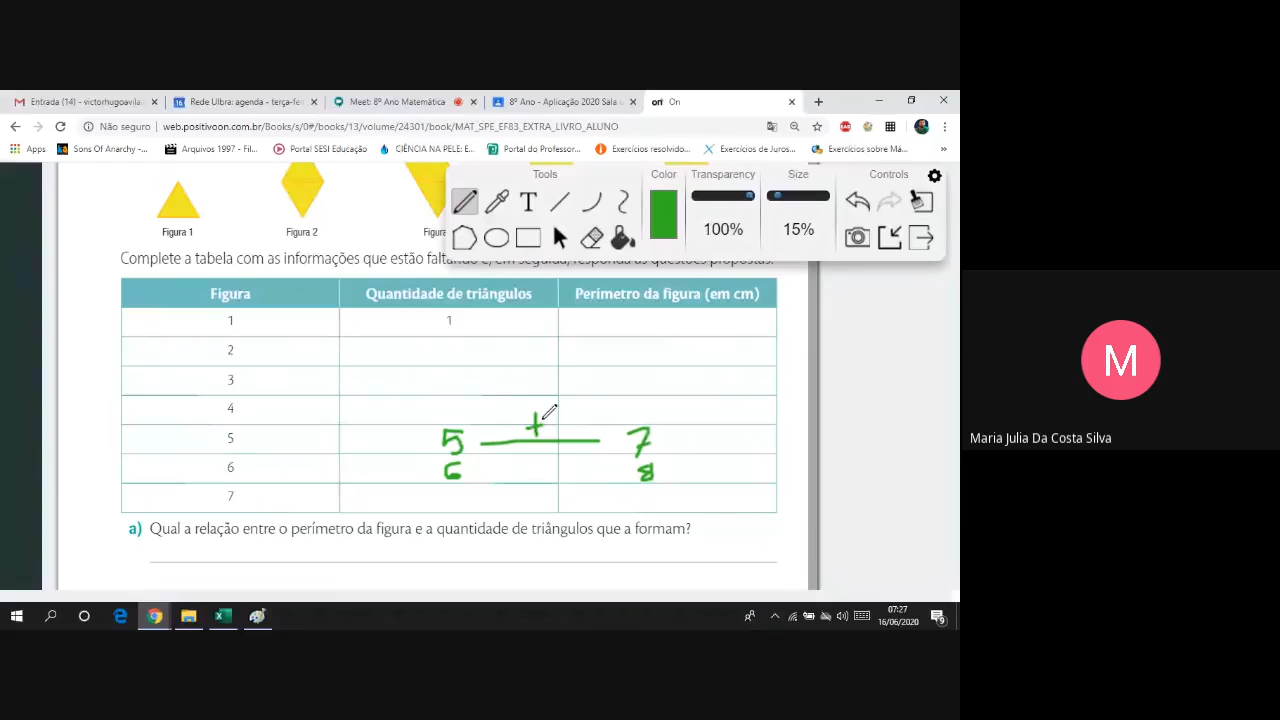 Entrada (14) - victorhugoavila
Rede Ulbra: agenda - terça-fei
Meet: 8º Ano Matemática
8º Ano - Aplicação 2020 Sala
On
Não seguro
web.positivoon.com.br/Books/s/0#/books/13/volume/24301/book/MAT_SPE_EF83_EXTRA_LIVRO_ALUNO
Apps
Sons Of Anarchy -...
Arquivos 1997 - Fil...
Portal SESI Educação
CIÊNCIA NA PELE: E...
Portal do Professor...
Exercícios resolvido...
Exercícios de Juros...
Exercícios sobre Má...
»
Tools
Color
Transparency
Size
Controls
T
100%
15%
Figura 1
Figura 2
Figu
Complete a tabela com as informações que estão faltando e, em seguida, responda às questões propostas.
Figura
Quantidade de triângulos
Perímetro da figura (em cm)
1
1
2
3
4
+
5
5
7
6
6
8
7
a) Qual a relação entre o perímetro da figura e a quantidade de triângulos que a formam?
M
Maria Julia Da Costa Silva
07:27
16/06/2020